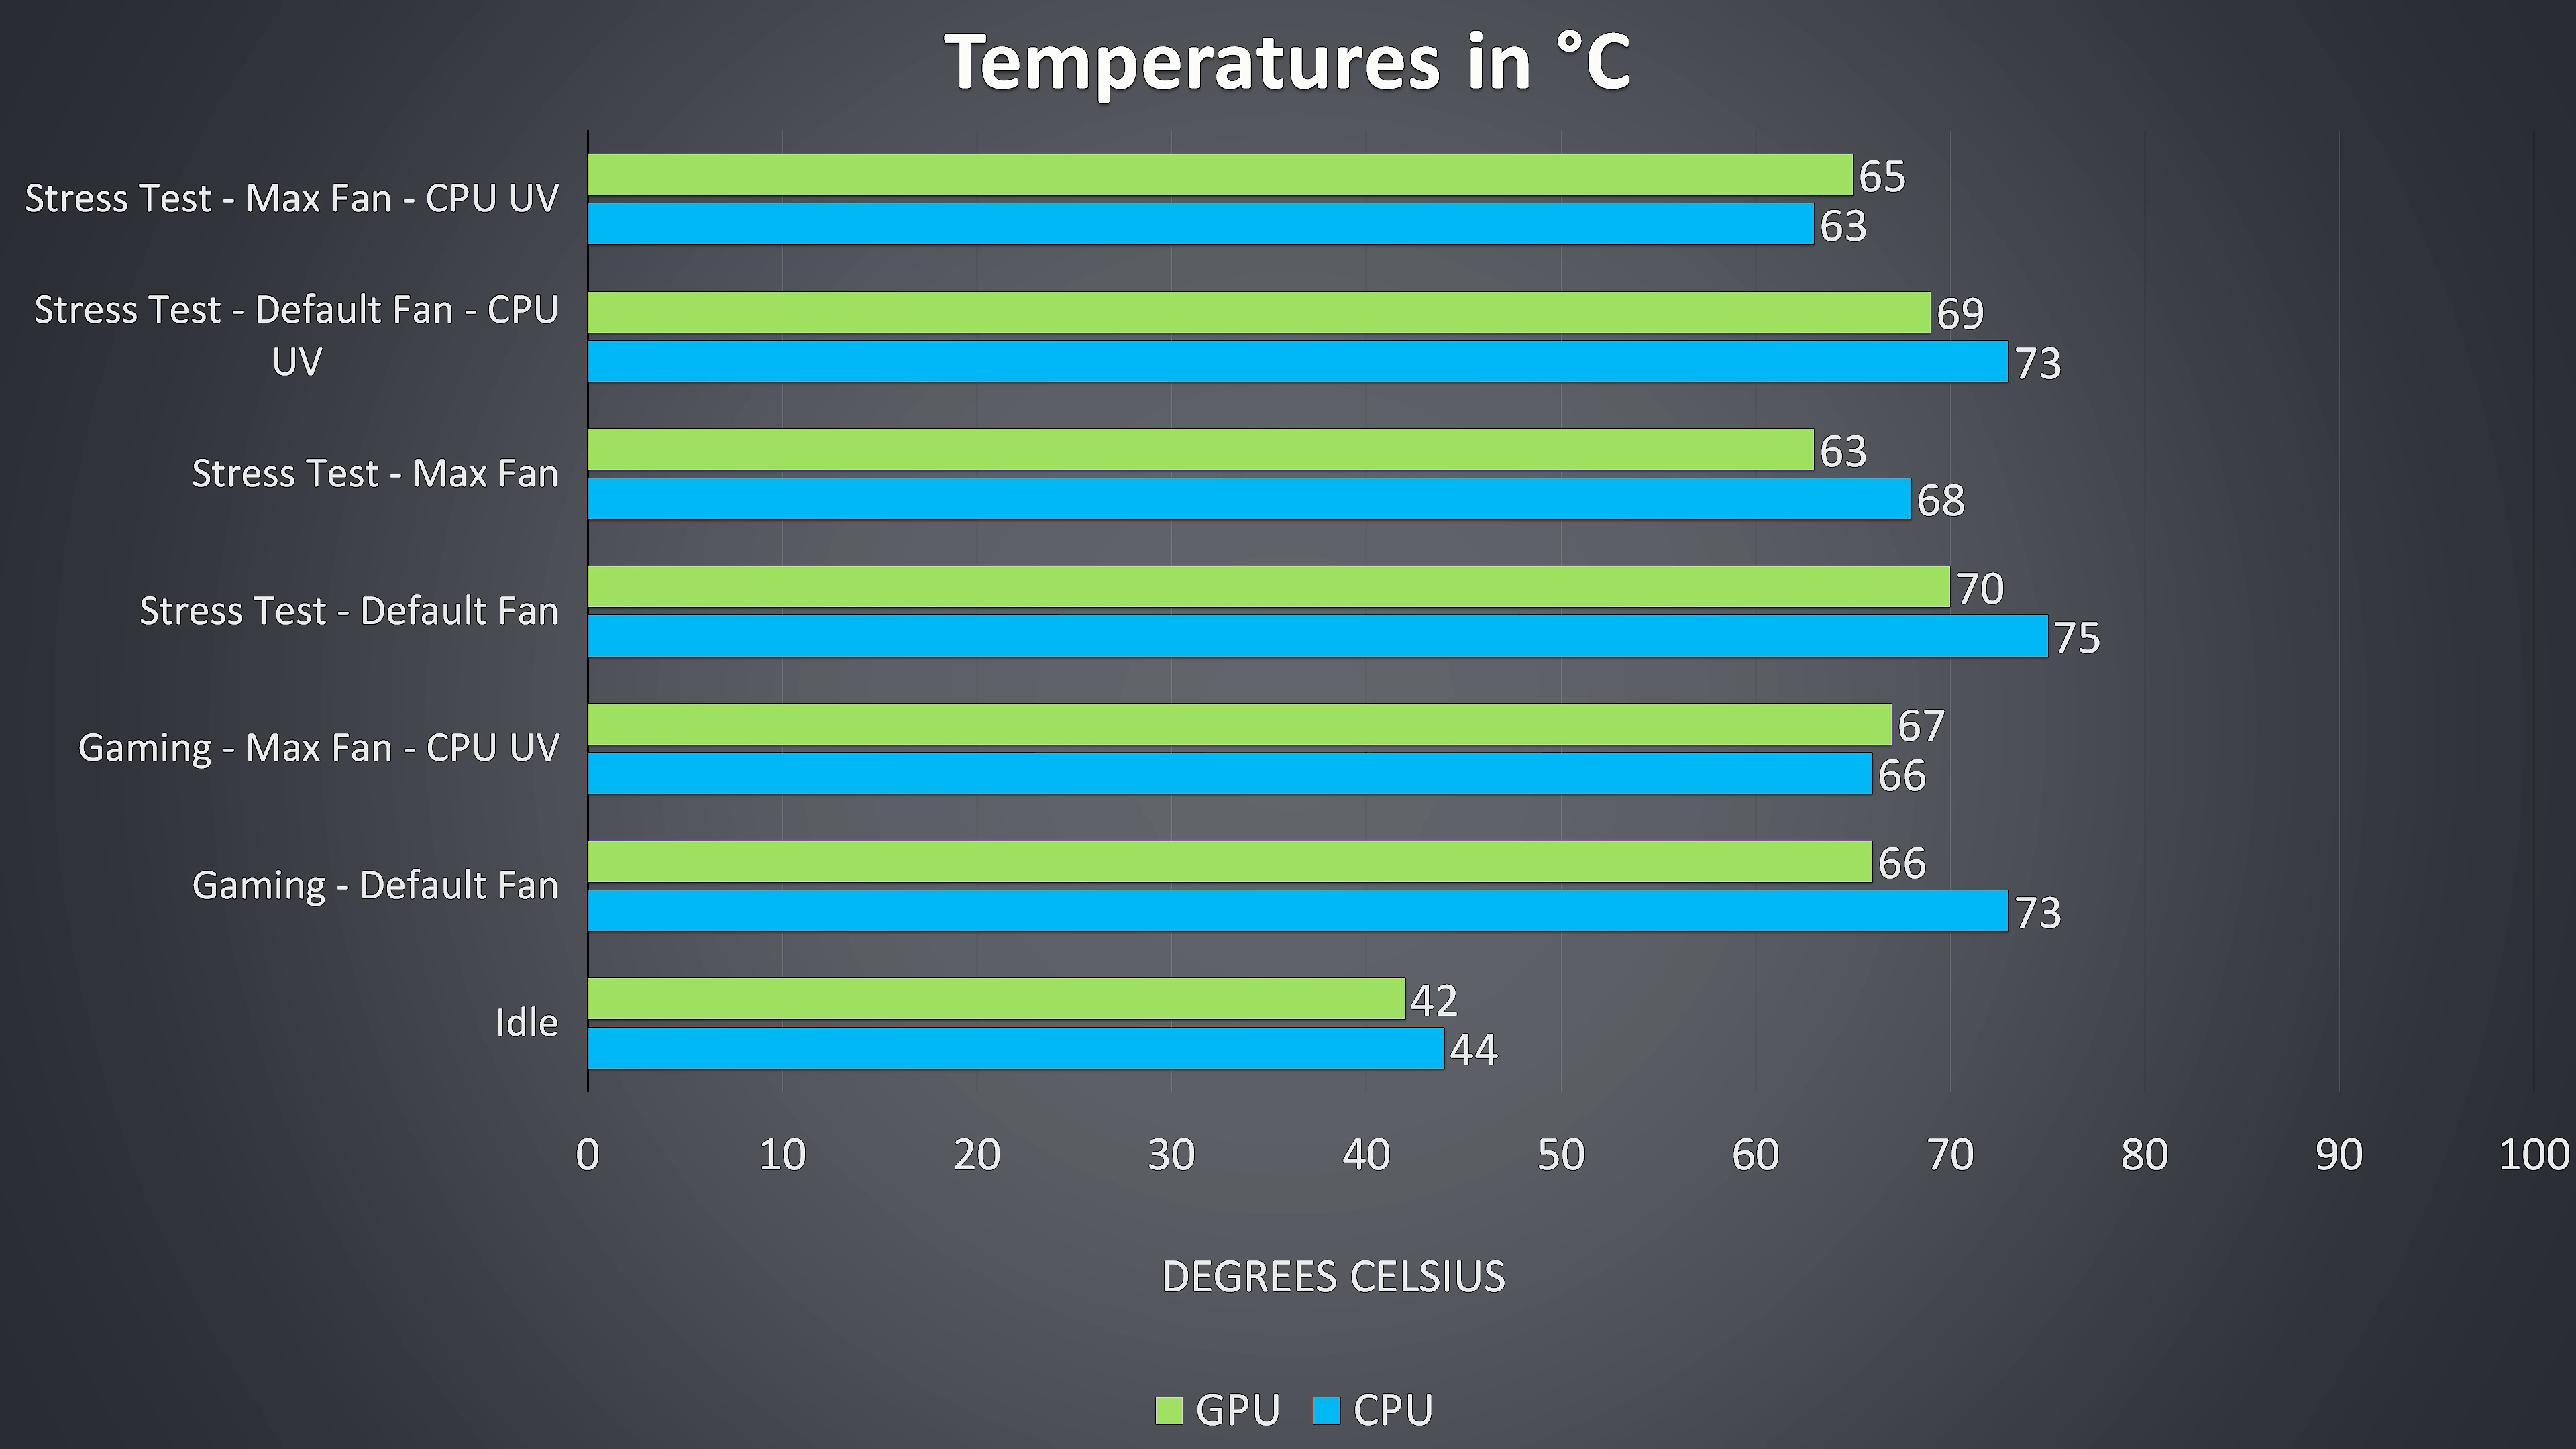 Temperatures in °C
Stress Test - Max Fan - CPU UV
65
63
Stress Test - Default Fan - CPU
UV
69
73
Stress Test - Max Fan
63
68
Stress Test - Default Fan
70
75
Gaming - Max Fan - CPU UV
67
66
Gaming - Default Fan
66
73
Idle
42
44
0 10 20 30 40 50 60 70 80 90 100
DEGREES CELSIUS
GPU CPU